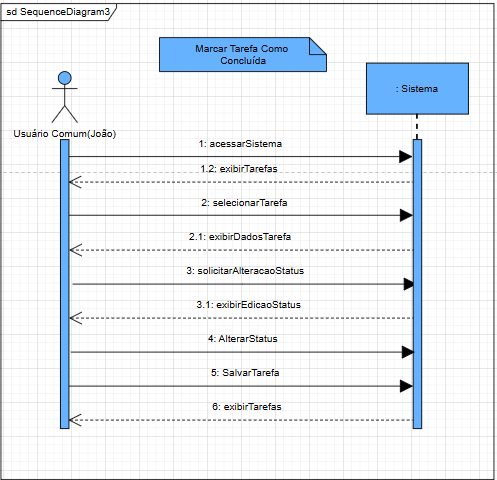 sd SequenceDiagram3
Marcar Tarefa Como
Concluída
: Sistema
Usuário Comum(João)
1: acessarSistema
1.2: exibirTarefas
2: selecionarTarefa
2.1: exibirDadosTarefa
3: solicitarAlteracaoStatus
3.1: exibirEdicaoStatus
4: AlterarStatus
5: SalvarTarefa
6: exibirTarefas